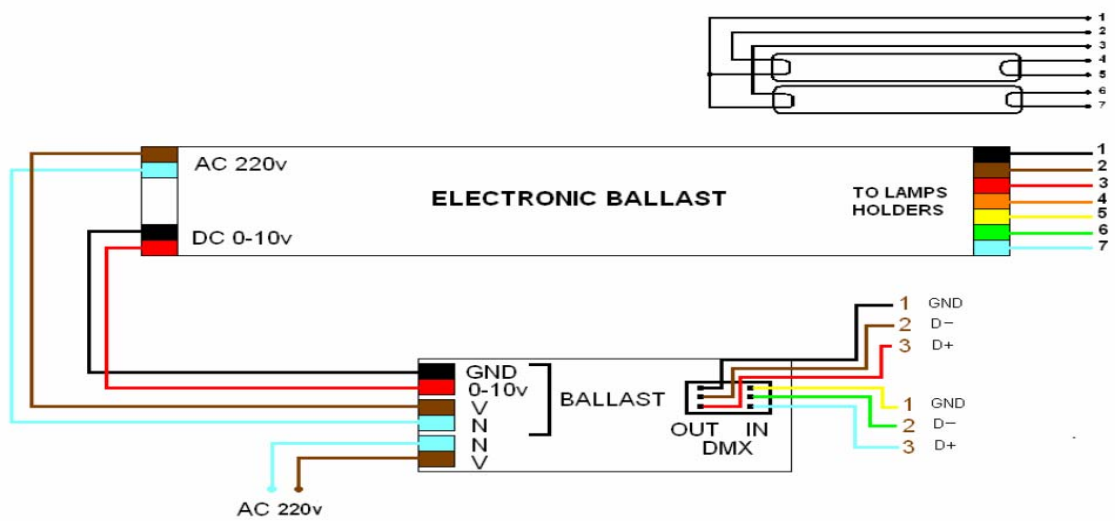 1
2
3
4
5
6
7
AC 220v
ELECTRONIC BALLAST
TO LAMPS
HOLDERS
DC 0-10v
1
2
3
4
5
6
7
1 GND
2 D-
3 D+
GND
0-10v
V
N
N
V
BALLAST
OUT IN
DMX
1 GND
2 D-
3 D+
AC 220v